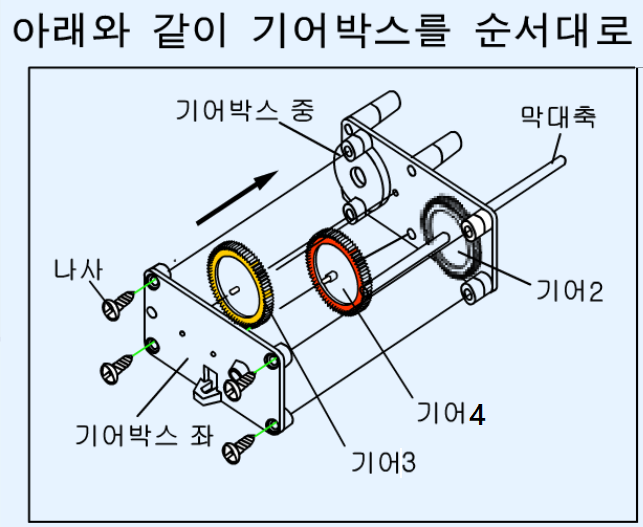 아래와 같이 기어박스를 순서대로
기어박스 중
막대축
나사
기어2
기어4
기어박스 좌
기어3